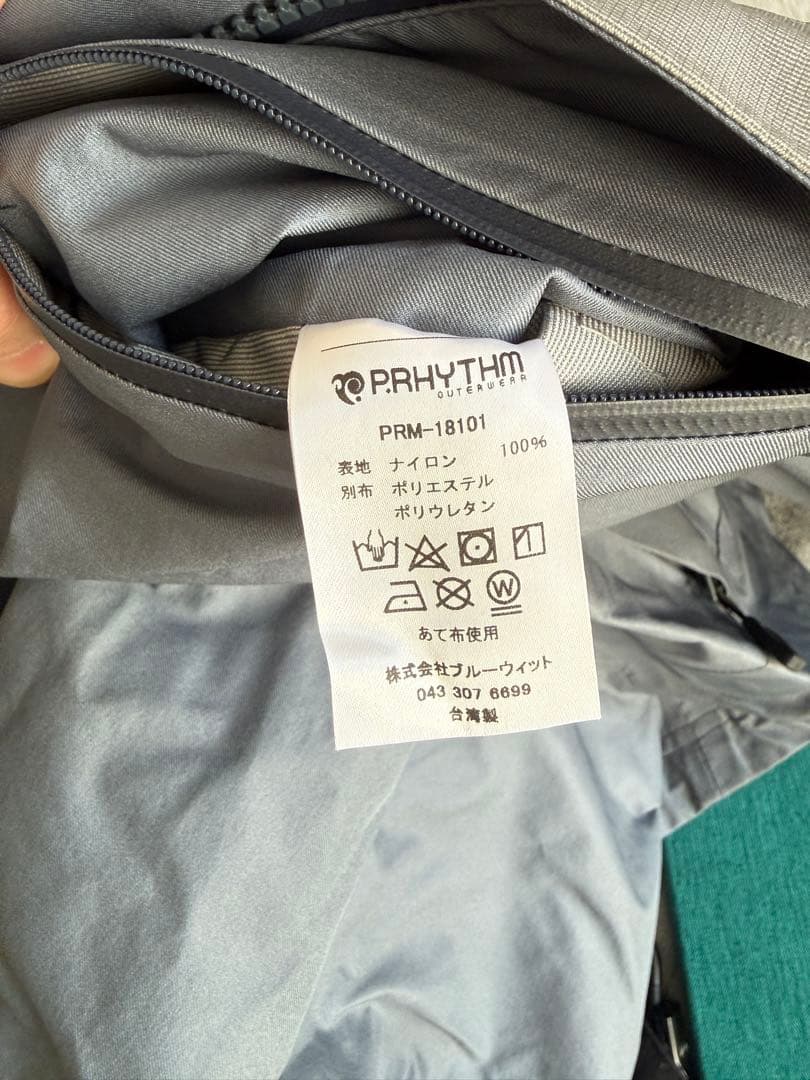 P.RHYTHM
OUTERWEAR
PRM-18101
表地 ナイロン 100%
別布 ポリエステル
ポリウレタン
W
あて布使用
株式会社ブルーウィット
043 307 6699
台湾製